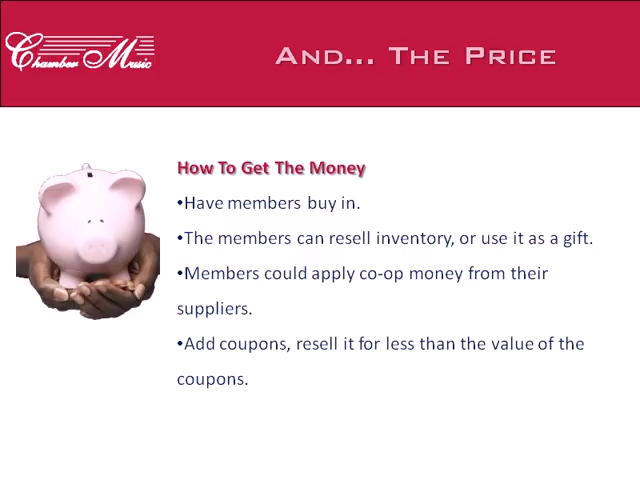 Chamber Music
And... The Price
How To Get The Money
•Have members buy in.
•The members can resell inventory, or use it as a gift.
•Members could apply co-op money from their
suppliers.
•Add coupons, resell it for less than the value of the
coupons.